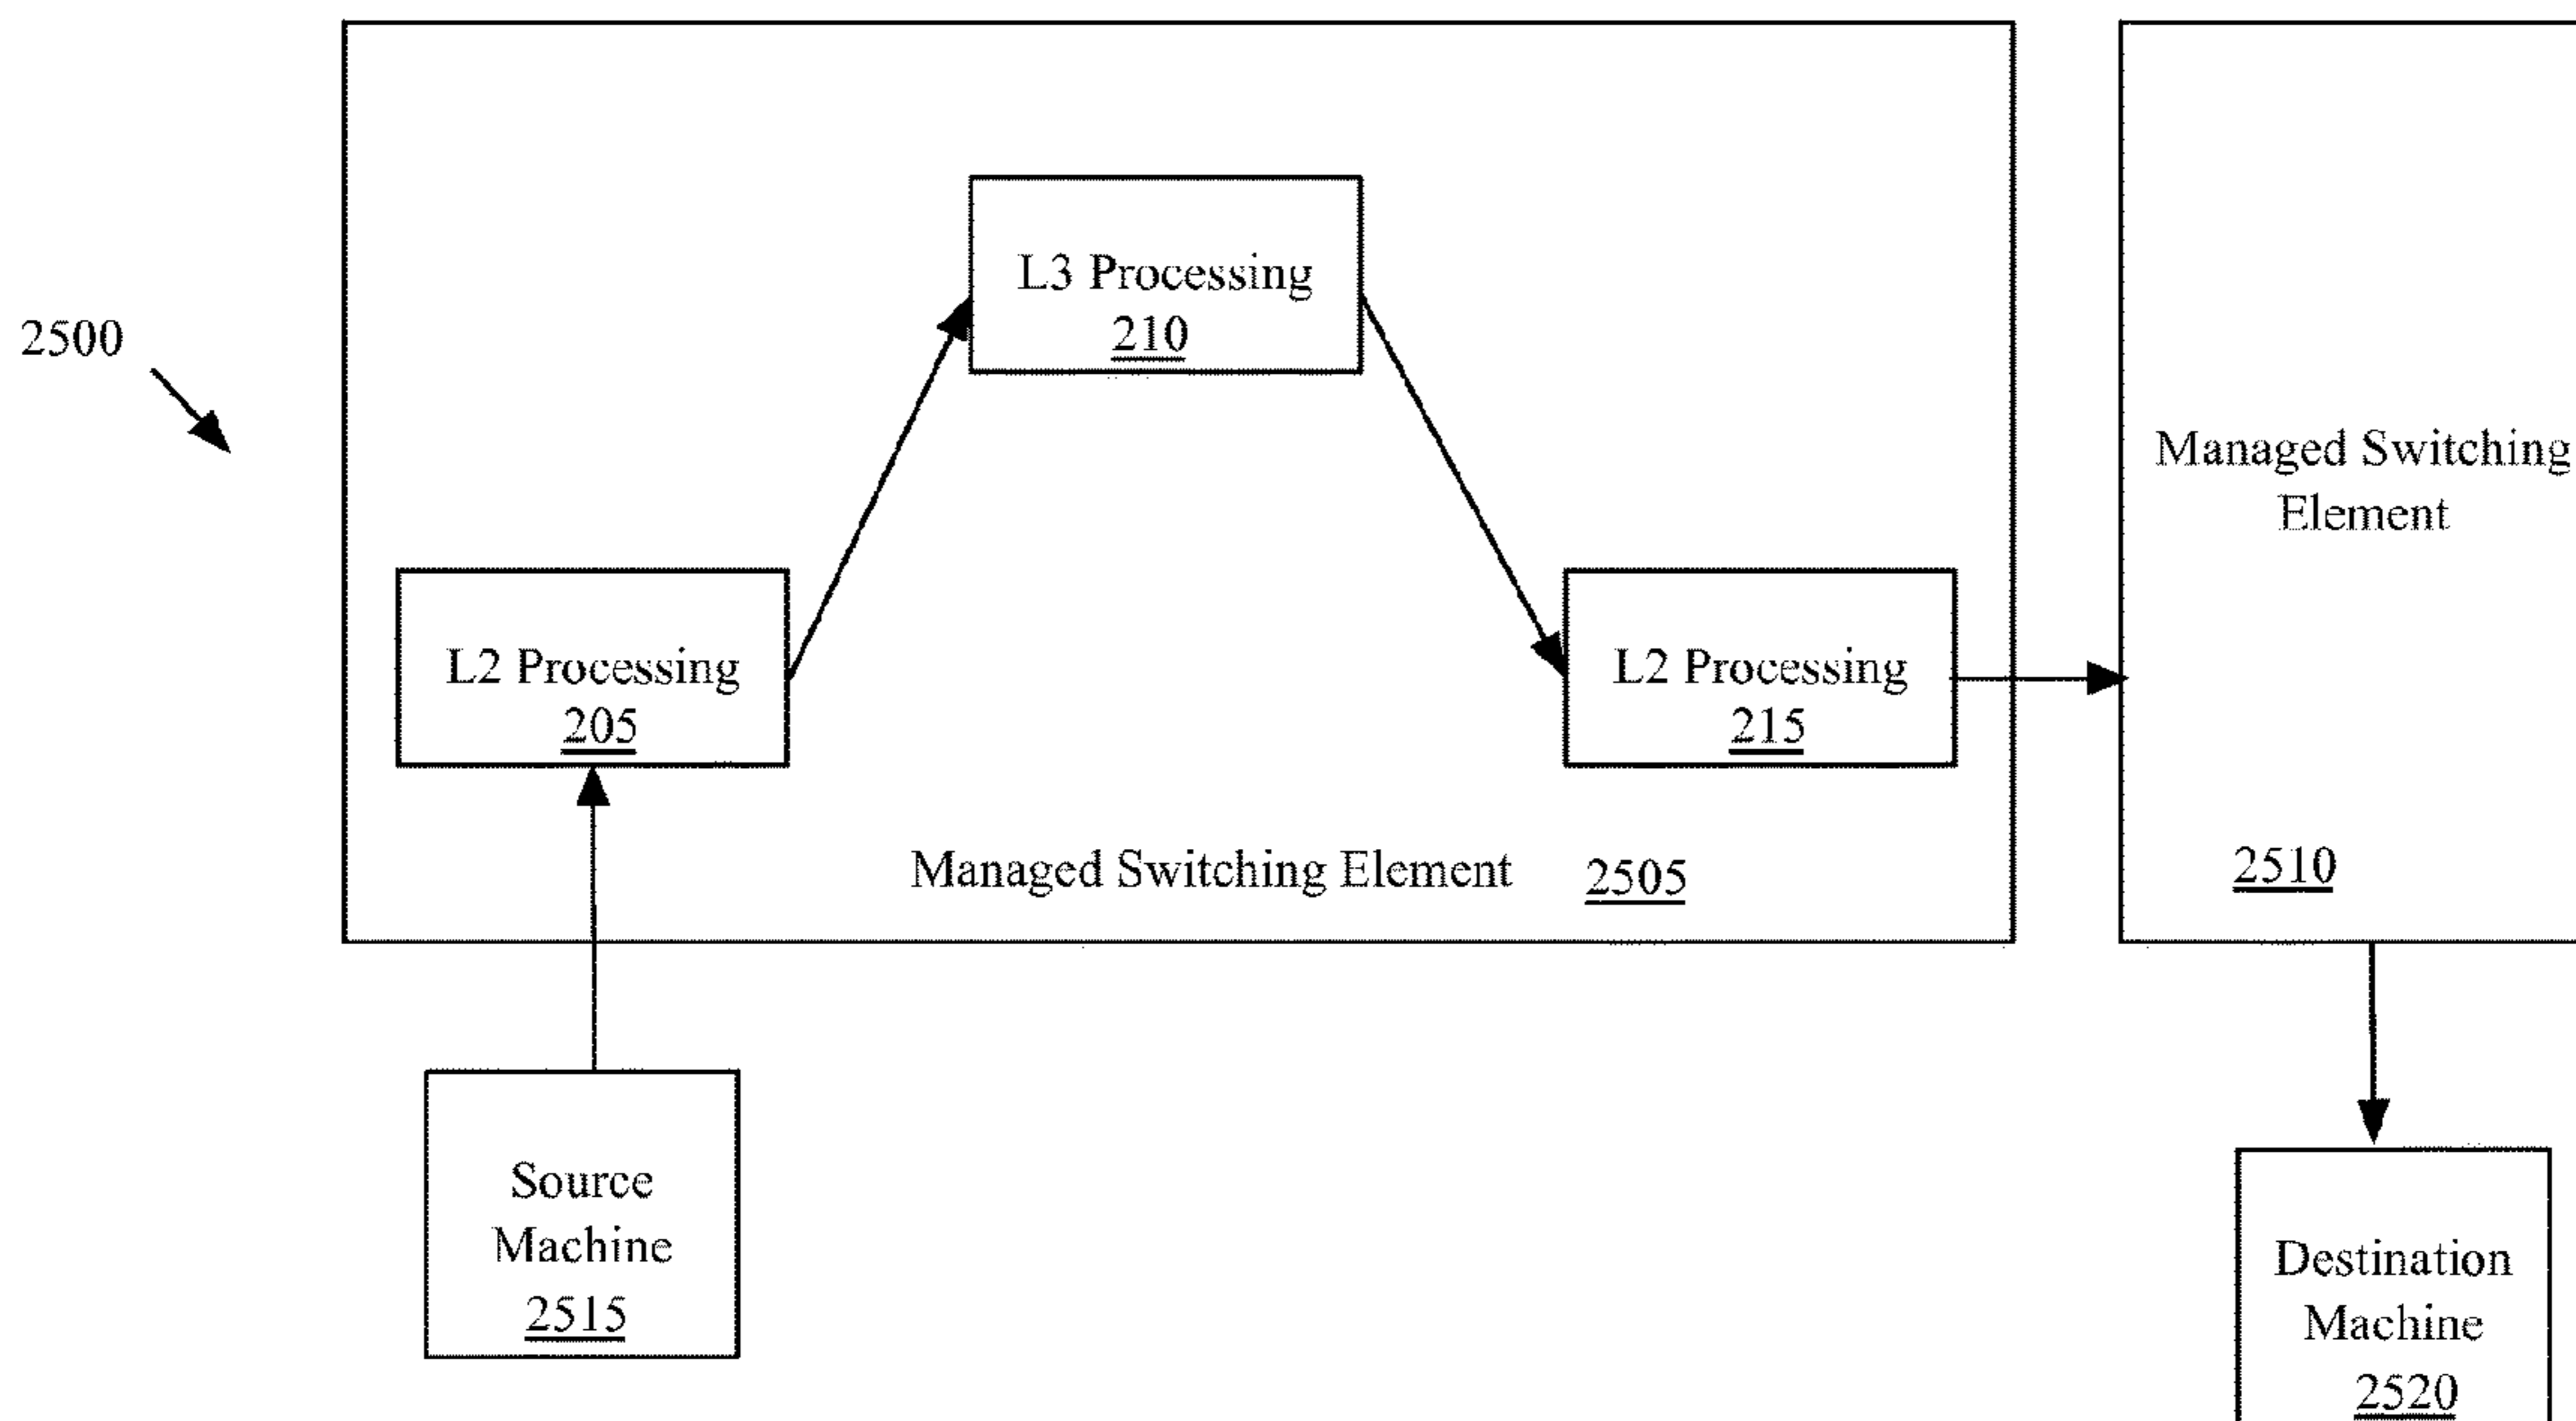 2500
L3 Processing
210
L2 Processing
205
L2 Processing
215
Managed Switching Element 2505
Managed Switching
Element
2510
Source
Machine
2515
Destination
Machine
2520